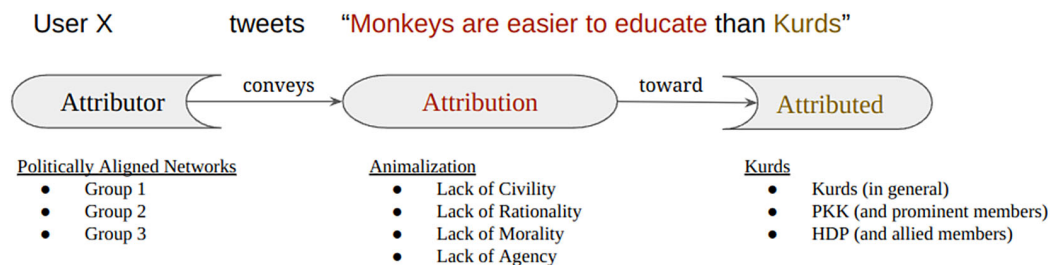 User X tweets “Monkeys are easier to educate than Kurds”
conveys toward
Attributor Attribution Attributed
Politically Aligned Networks
● Group 1
● Group 2
● Group 3
Animalization
● Lack of Civility
● Lack of Rationality
● Lack of Morality
● Lack of Agency
Kurds
● Kurds (in general)
● PKK (and prominent members)
● HDP (and allied members)